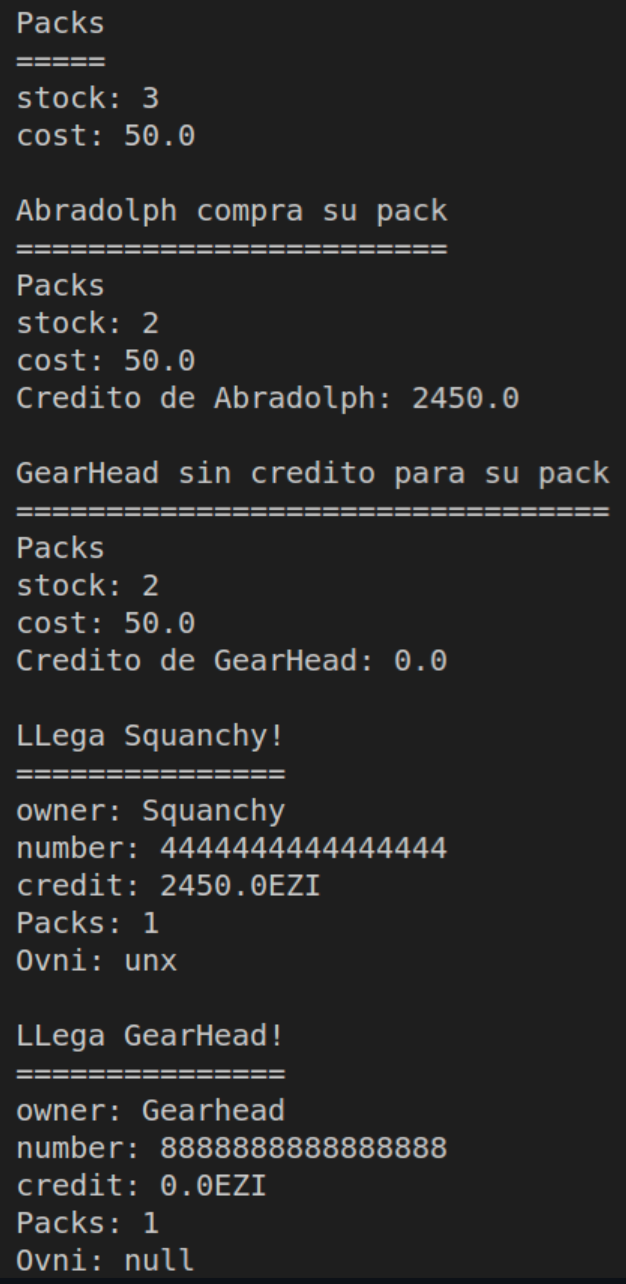 Packs
=====
stock: 3
cost: 50.0
Abradolph compra su pack
========================
Packs
stock: 2
cost: 50.0
Credito de Abradolph: 2450.0
GearHead sin credito para su pack
=================================
Packs
stock: 2
cost: 50.0
Credito de GearHead: 0.0
LLega Squanchy!
===============
owner: Squanchy
number: 4444444444444444
credit: 2450.0EZI
Packs: 1
Ovni: unx
LLega GearHead!
===============
owner: Gearhead
number: 8888888888888888
credit: 0.0EZI
Packs: 1
Ovni: null